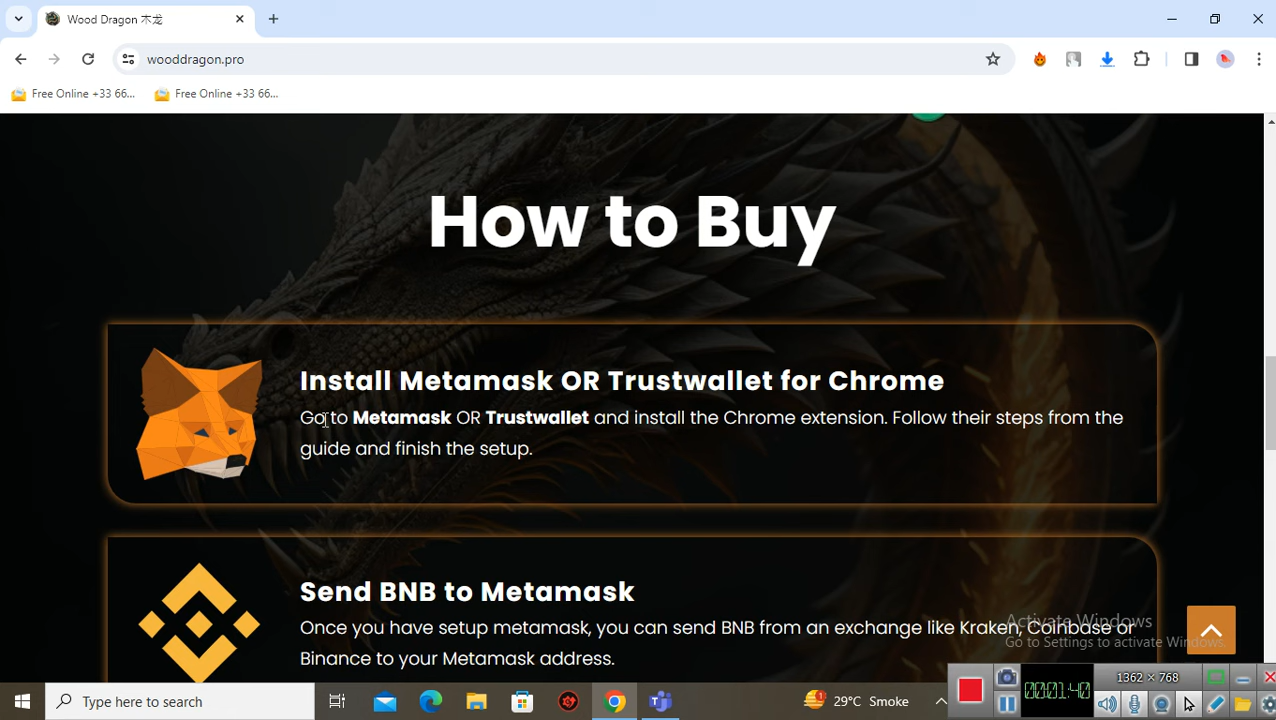 Wood Dragon 木龙
wooddragon.pro
Free Online +33 66...
Free Online +33 66...
How to Buy
Install Metamask OR Trustwallet for Chrome
Go to Metamask OR Trustwallet and install the Chrome extension. Follow their steps from the
guide and finish the setup.
Send BNB to Metamask
Once you have setup metamask, you can send BNB from an exchange like Kraken, Coinbase or
Binance to your Metamask address.
Activate Windows
Go to Settings to activate Windows.
1362 × 768
00:01:40
Type here to search
1
29°C Smoke